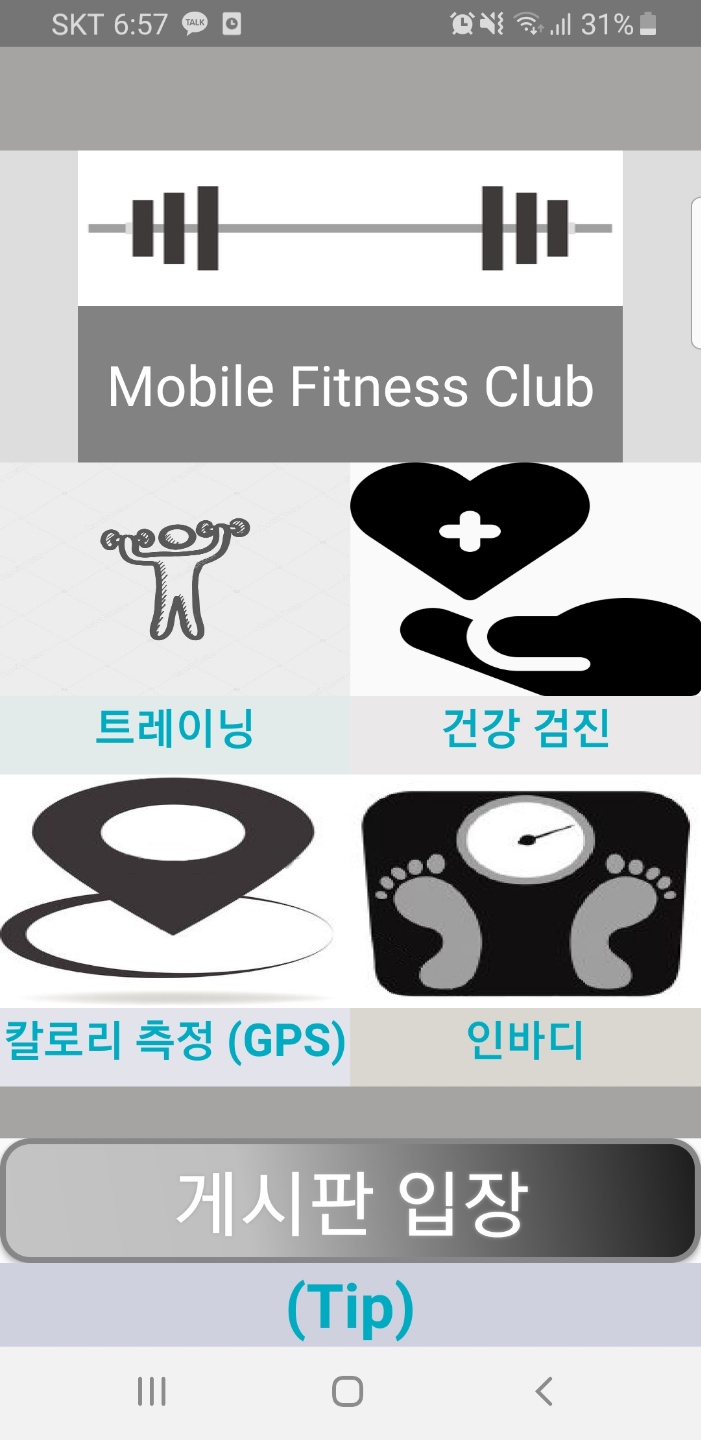 SKT 6:57 TALK 31%
Mobile Fitness Club
트레이닝
건강 검진
칼로리 측정 (GPS)
인바디
게시판 입장
(Tip)